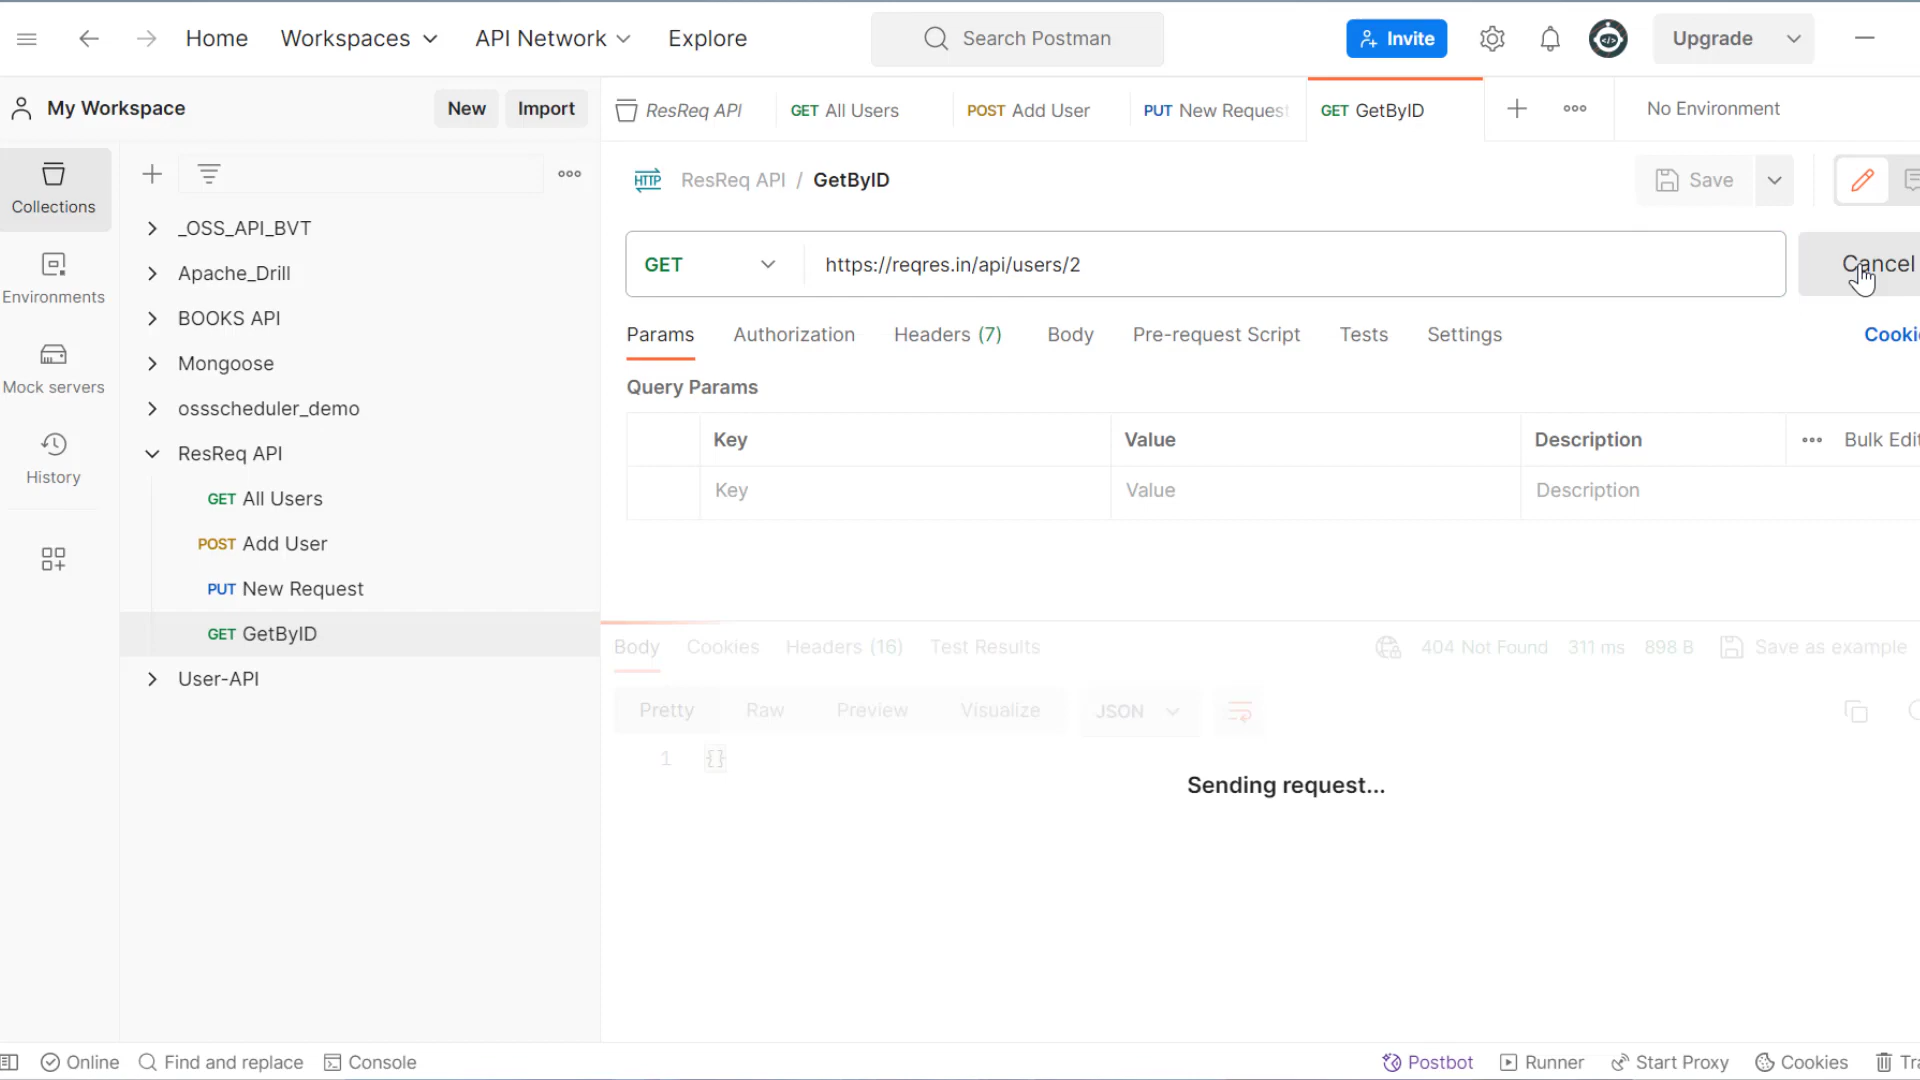 Home Workspaces API Network Explore Search Postman Invite Upgrade
My Workspace New Import ResReq API GET All Users POST Add User PUT New Request GET GetByID No Environment
Collections
Environments
Mock servers
History
_OSS_API_BVT
Apache_Drill
BOOKS API
Mongoose
ossscheduler_demo
ResReq API
GET All Users
POST Add User
PUT New Request
GET GetByID
User-API
HTTP ResReq API / GetByID Save
GET https://reqres.in/api/users/2 Cancel
Params Authorization Headers (7) Body Pre-request Script Tests Settings Cookie
Query Params
Key Value Description Bulk Edit
Key Value Description
Body Cookies Headers (16) Test Results 404 Not Found 311 ms 898 B Save as example
Pretty Raw Preview Visualize JSON
1 {}
Sending request...
Online Find and replace Console Postbot Runner Start Proxy Cookies Tra